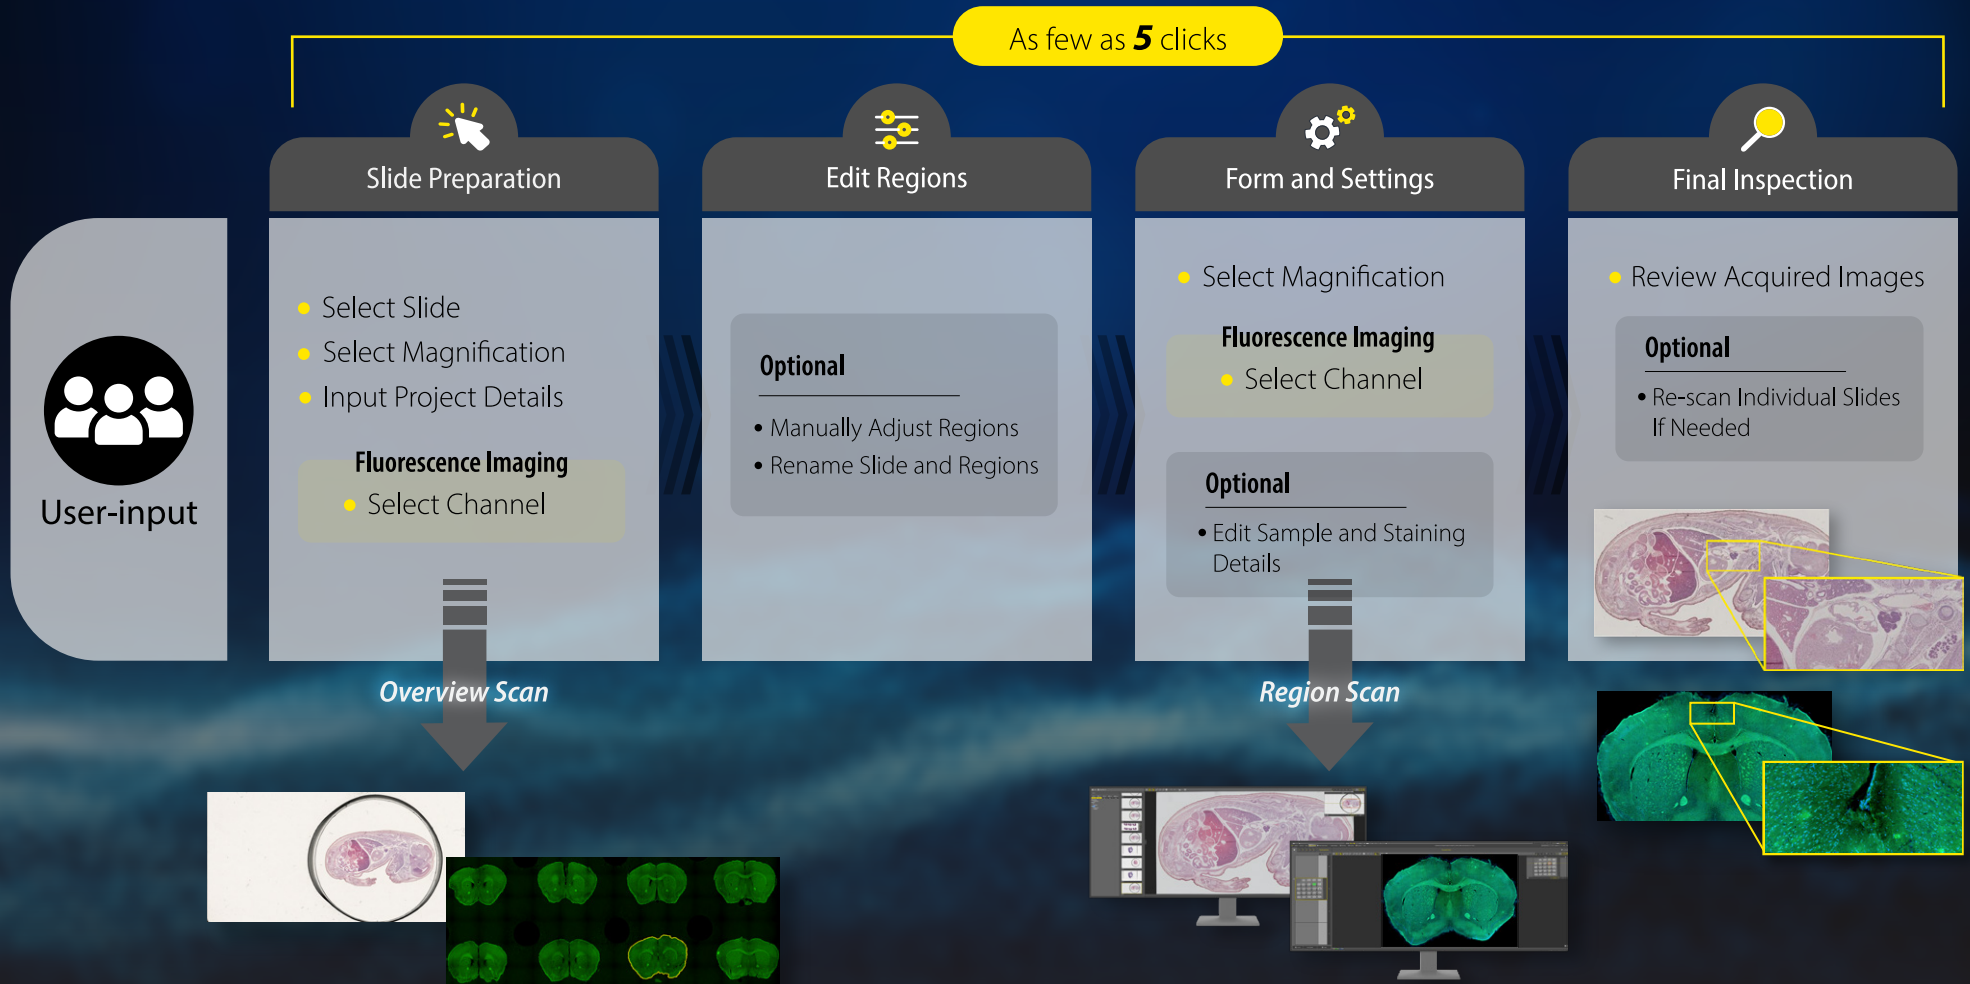 As few as 5 clicks
Slide Preparation
Edit Regions
Form and Settings
Final Inspection
User-input
• Select Slide
• Select Magnification
• Input Project Details
Fluorescence Imaging
• Select Channel
Optional
• Manually Adjust Regions
• Rename Slide and Regions
• Select Magnification
Fluorescence Imaging
• Select Channel
Optional
• Edit Sample and Staining
Details
• Review Acquired Images
Optional
• Re-scan Individual Slides
If Needed
Overview Scan
Region Scan